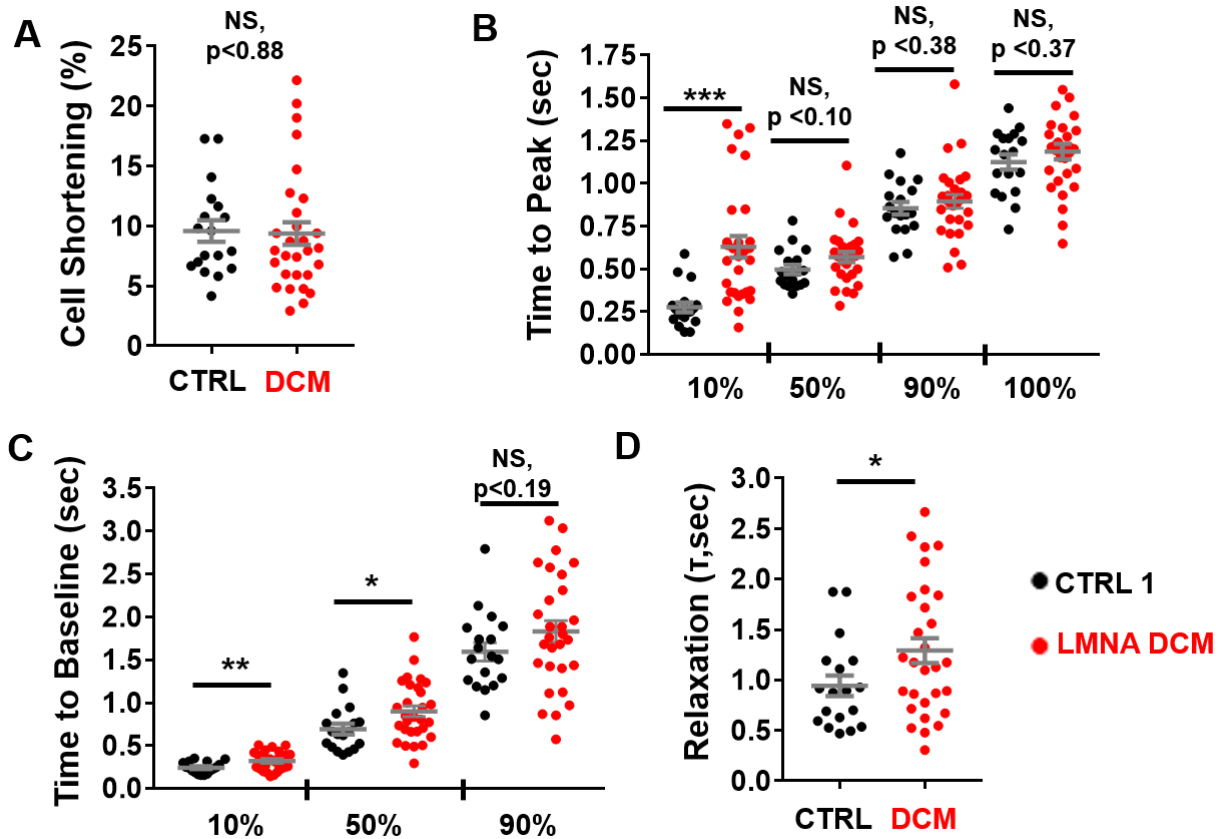 A
Cell Shortening (%)
NS,
p<0.88
25
20
15
10
5
0
CTRL DCM
B
Time to Peak (sec)
1.75
1.50
1.25
1.00
0.75
0.50
0.25
0.00
***
NS,
p <0.10
NS,
p <0.38
NS,
p <0.37
10% 50% 90% 100%
C
Time to Baseline (sec)
3.5
3.0
2.5
2.0
1.5
1.0
0.5
0.0
**
*
NS,
p<0.19
10% 50% 90%
D
Relaxation (τ,sec)
3.0
2.5
2.0
1.5
1.0
0.5
0.0
*
CTRL DCM
CTRL 1
LMNA DCM